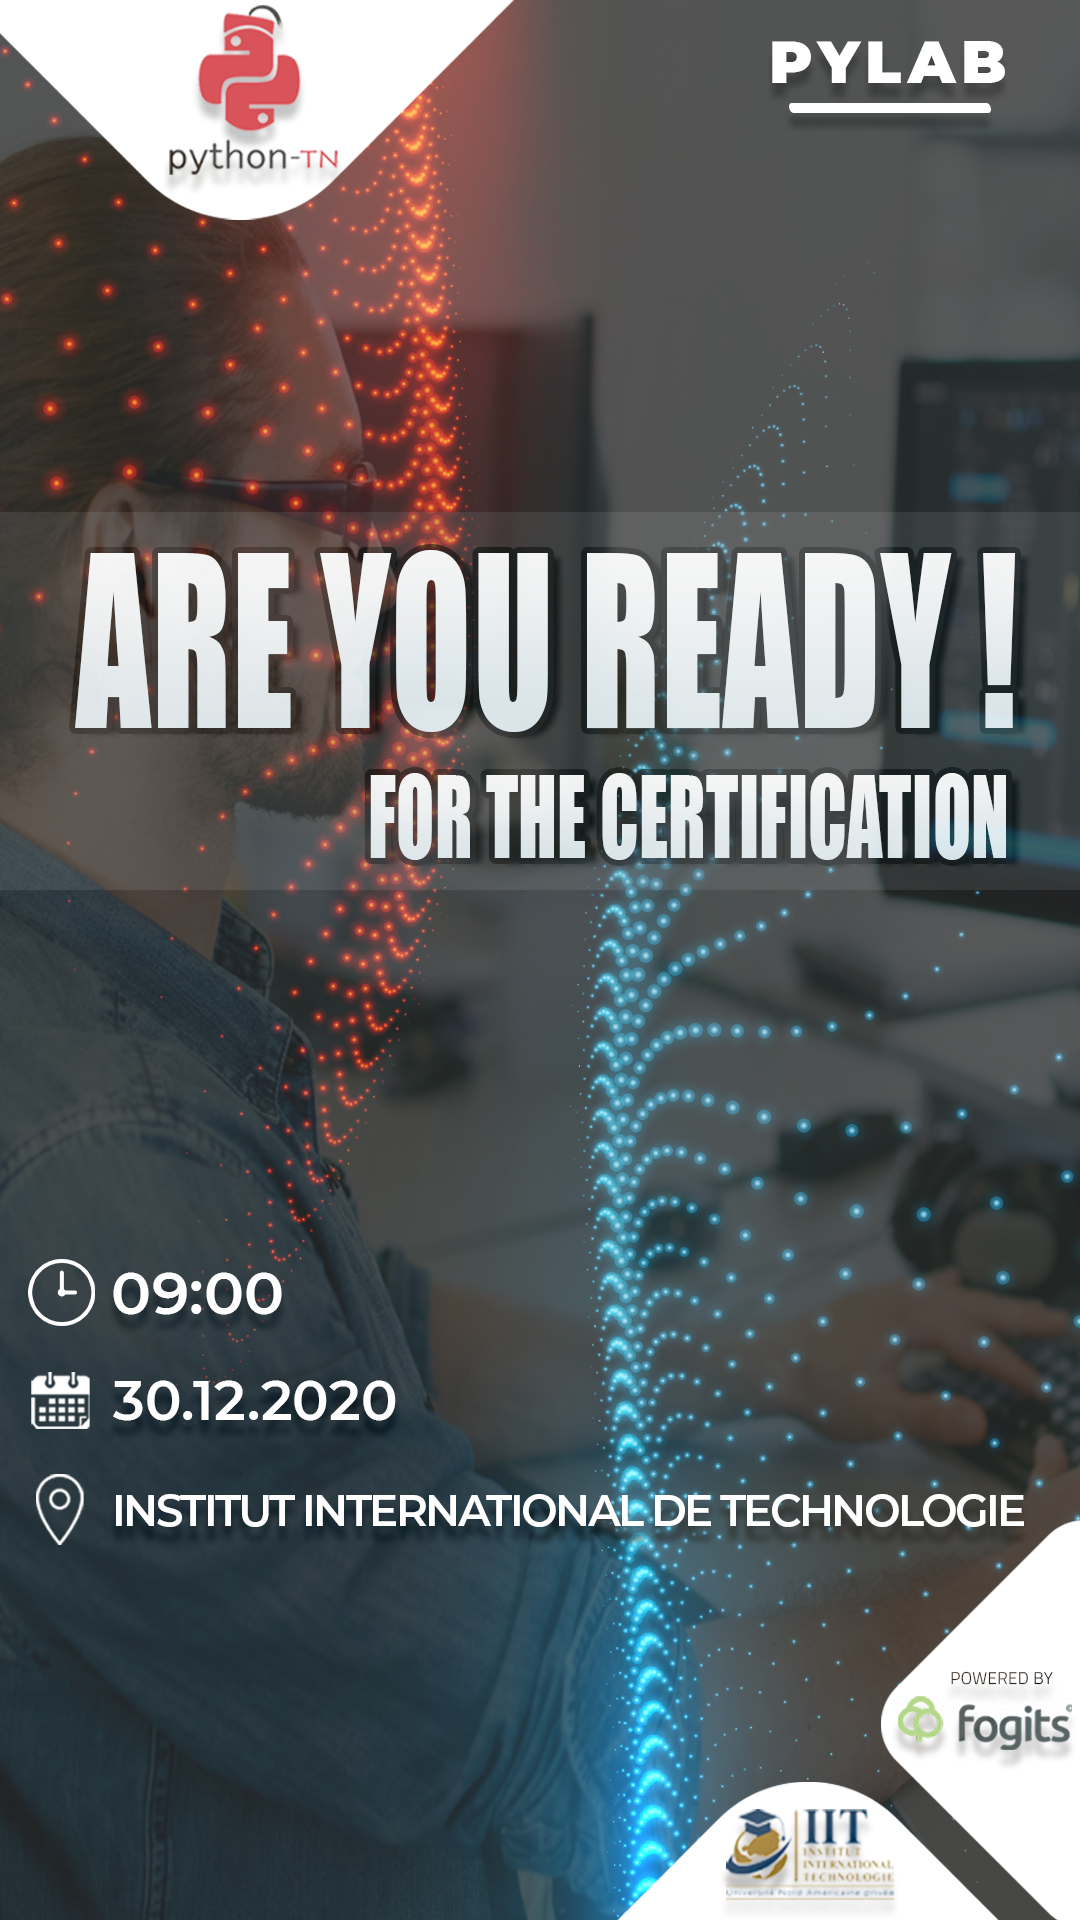 python-TN
PYLAB
ARE YOU READY !
FOR THE CERTIFICATION
09:00
30.12.2020
INSTITUT INTERNATIONAL DE TECHNOLOGIE
POWERED BY
fogits
IIT
INSTITUT
INTERNATIONAL
TECHNOLOGIE
Université Nord Américaine privée